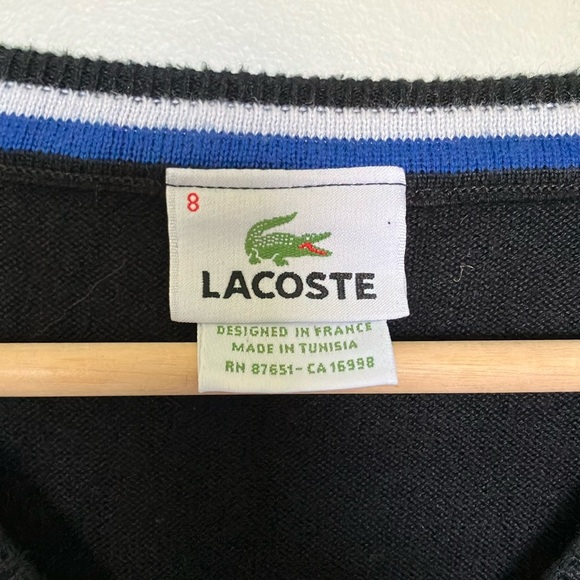 8
LACOSTE
DESIGNED IN FRANCE
MADE IN TUNISIA
RN 87651-CA 16998